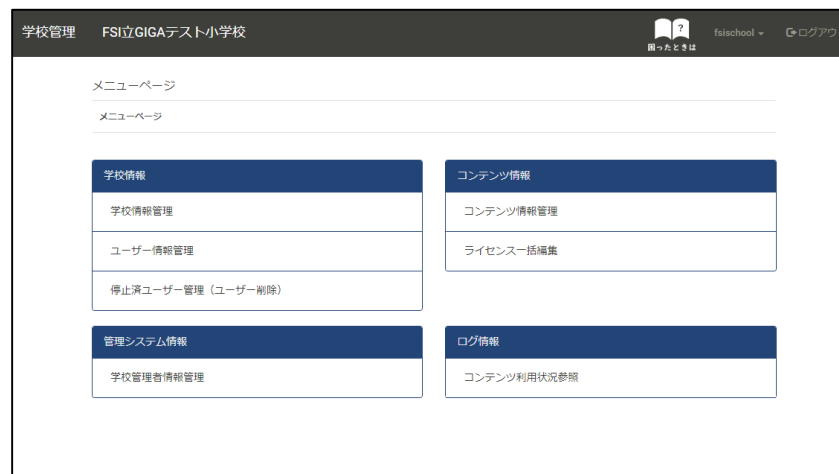 学校管理 FSI立GIGAテスト小学校 ? 困ったときは fsischool ログアウ
メニューページ
メニューページ
学校情報
学校情報管理
ユーザー情報管理
停止済ユーザー管理（ユーザー削除）
コンテンツ情報
コンテンツ情報管理
ライセンス一括編集
管理システム情報
学校管理者情報管理
ログ情報
コンテンツ利用状況参照